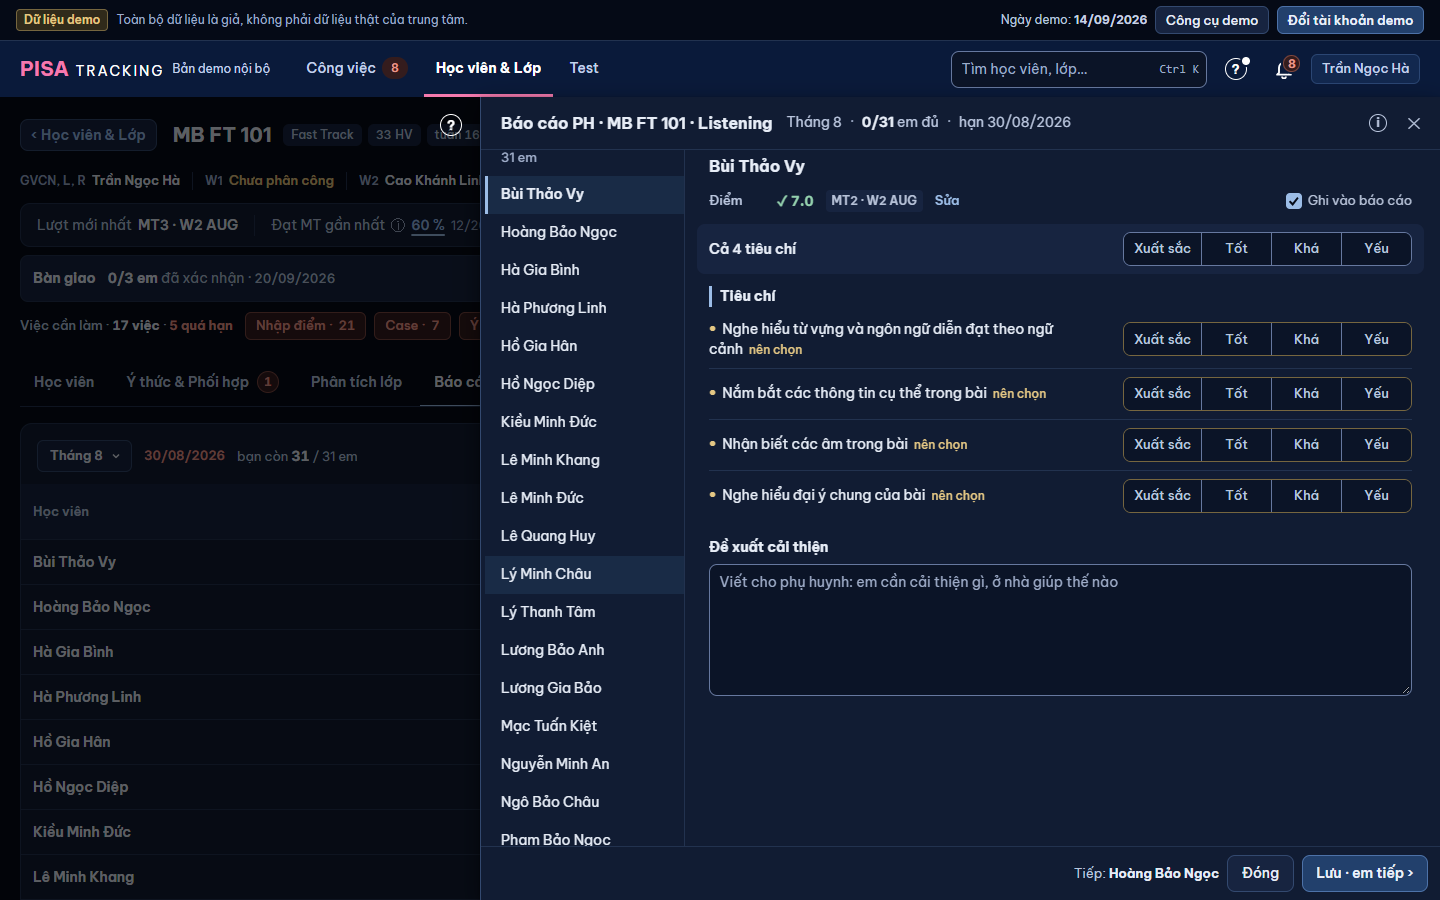 Dữ liệu demo Toàn bộ dữ liệu là giả, không phải dữ liệu thật của trung tâm. Ngày demo: 14/09/2026 Công cụ demo Đổi tài khoản demo
PISA TRACKING Bản demo nội bộ Công việc 8 Học viên & Lớp Test Tìm học viên, lớp... Ctrl K ? 8 Trần Ngọc Hà
‹ Học viên & Lớp MB FT 101 Fast Track 33 HV tuần 16 ?
GVCN, L, R Trần Ngọc Hà W1 Chưa phân công W2 Cao Khánh
Lượt mới nhất MT3 · W2 AUG Đạt MT gần nhất 60 %
Bàn giao 0/3 em đã xác nhận · 20/09/2026
Việc cần làm · 17 việc · 5 quá hạn Nhập điểm · 21 Case · 7 Ý
Học viên Ý thức & Phối hợp 1 Phân tích lớp Báo
Tháng 8 30/08/2026 bạn còn 31 / 31 em
Học viên
Bùi Thảo Vy
Hoàng Bảo Ngọc
Hà Gia Bình
Hà Phương Linh
Hồ Gia Hân
Hồ Ngọc Diệp
Kiều Minh Đức
Lê Minh Khang
Báo cáo PH · MB FT 101 · Listening Tháng 8 · 0/31 em đủ · hạn 30/08/2026
31 em
Bùi Thảo Vy
Hoàng Bảo Ngọc
Hà Gia Bình
Hà Phương Linh
Hồ Gia Hân
Hồ Ngọc Diệp
Kiều Minh Đức
Lê Minh Khang
Lê Minh Đức
Lê Quang Huy
Lý Minh Châu
Lý Thanh Tâm
Lương Bảo Anh
Lương Gia Bảo
Mạc Tuấn Kiệt
Nguyễn Minh An
Ngô Bảo Châu
Phạm Bảo Ngọc
Bùi Thảo Vy
Điểm ✓ 7.0 MT2 · W2 AUG Sửa Ghi vào báo cáo
Cả 4 tiêu chí Xuất sắc Tốt Khá Yếu
Tiêu chí
• Nghe hiểu từ vựng và ngôn ngữ diễn đạt theo ngữ
cảnh nên chọn Xuất sắc Tốt Khá Yếu
• Nắm bắt các thông tin cụ thể trong bài nên chọn Xuất sắc Tốt Khá Yếu
• Nhận biết các âm trong bài nên chọn Xuất sắc Tốt Khá Yếu
• Nghe hiểu đại ý chung của bài nên chọn Xuất sắc Tốt Khá Yếu
Đề xuất cải thiện
Viết cho phụ huynh: em cần cải thiện gì, ở nhà giúp thế nào
Tiếp: Hoàng Bảo Ngọc Đóng Lưu · em tiếp ›